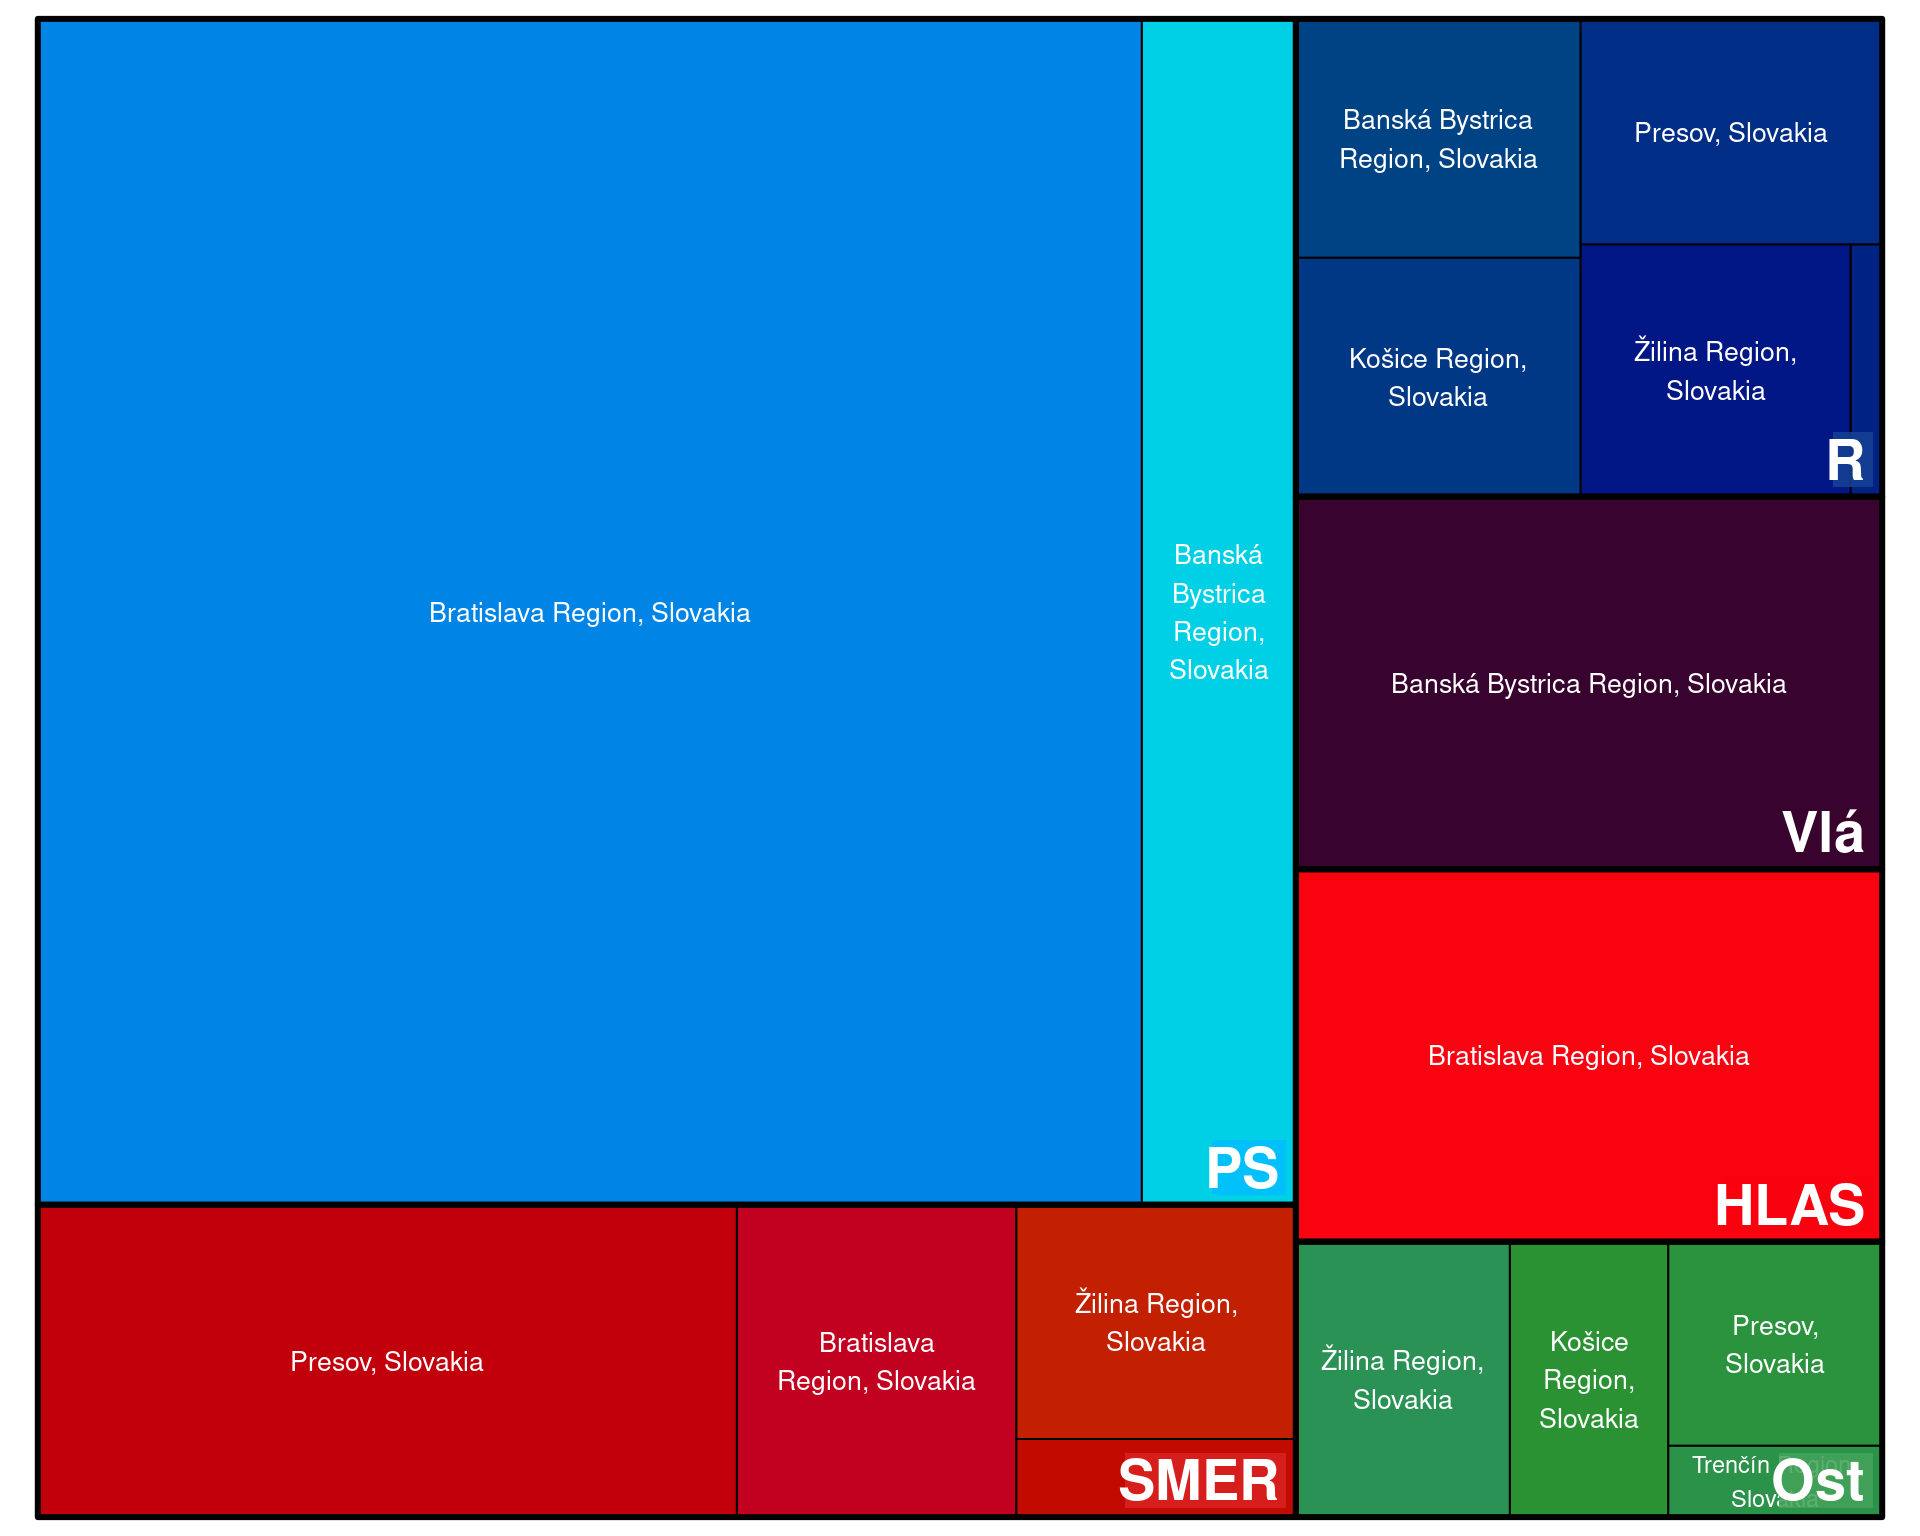 Bratislava Region, Slovakia
Banská
Bystrica
Region,
Slovakia
PS
Presov, Slovakia
Bratislava
Region, Slovakia
Žilina Region,
Slovakia
SMER
Banská Bystrica
Region, Slovakia
Presov, Slovakia
Košice Region,
Slovakia
Žilina Region,
Slovakia
R
Banská Bystrica Region, Slovakia
Vlá
Bratislava Region, Slovakia
HLAS
Žilina Region,
Slovakia
Košice
Region,
Slovakia
Presov,
Slovakia
Trenčín Region,
Slovakia
Ost